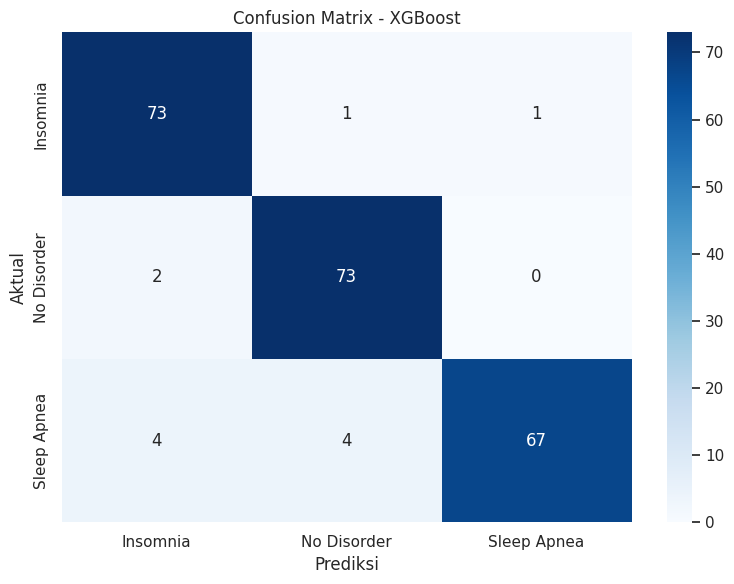 Confusion Matrix - XGBoost
Aktual
Insomnia
73
1
1
No Disorder
2
73
0
Sleep Apnea
4
4
67
Insomnia
No Disorder
Sleep Apnea
Prediksi
70
60
50
40
30
20
10
0